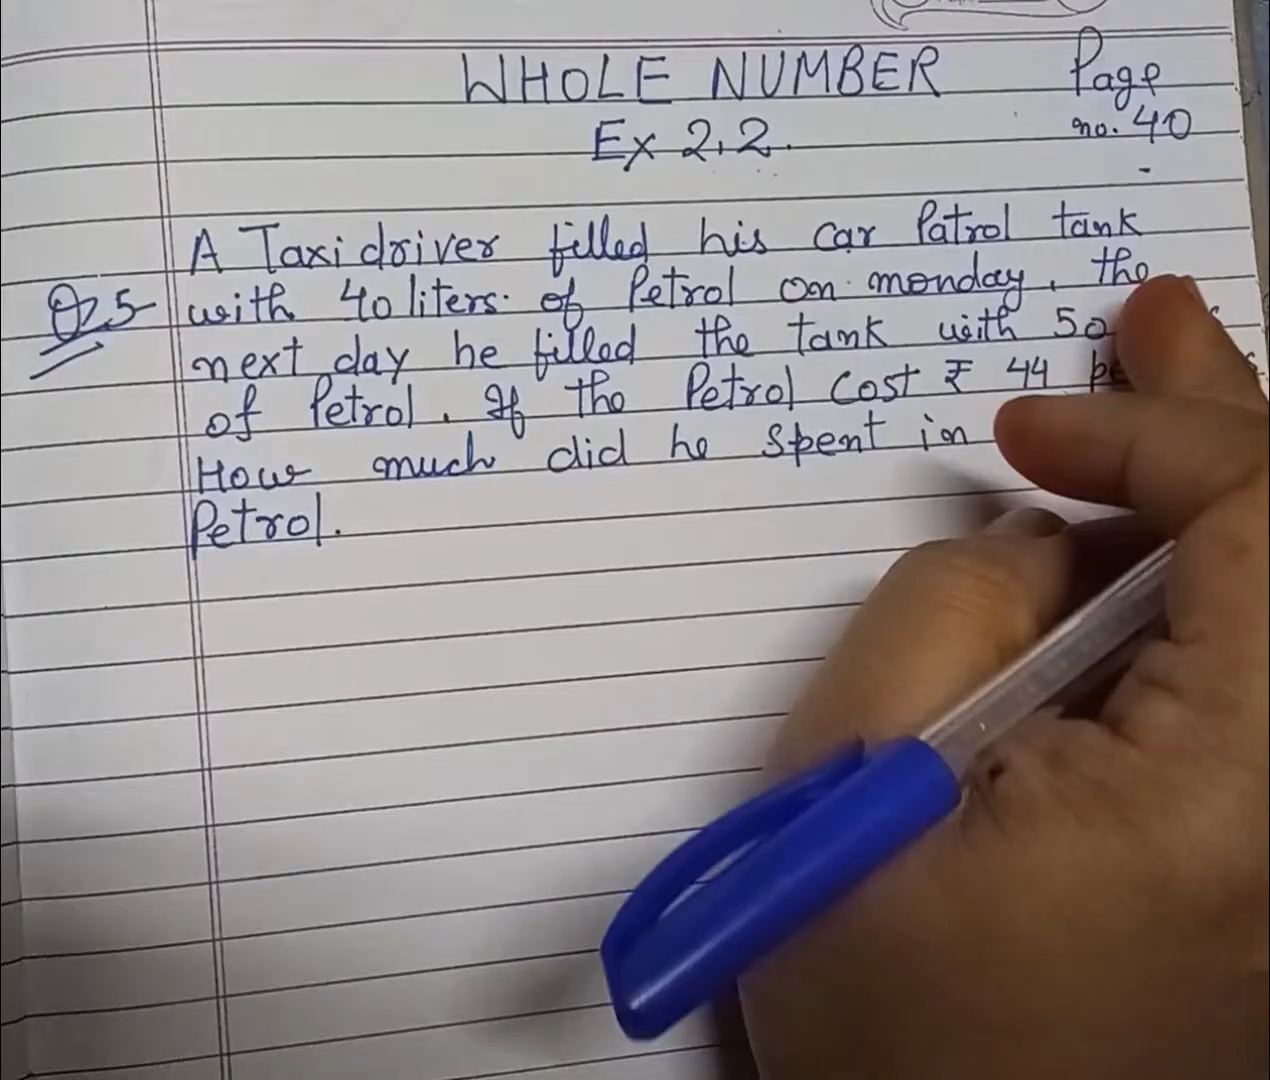 WHOLE NUMBER
Page
no. 40
Ex 2.2.
A Taxi driver filled his car Patrol tank
Q.5 with 40 liters. of Petrol on monday, the
next day he filled the tank with 50
of Petrol. If the Petrol cost ₹ 44
How much did he spent in
Petrol.